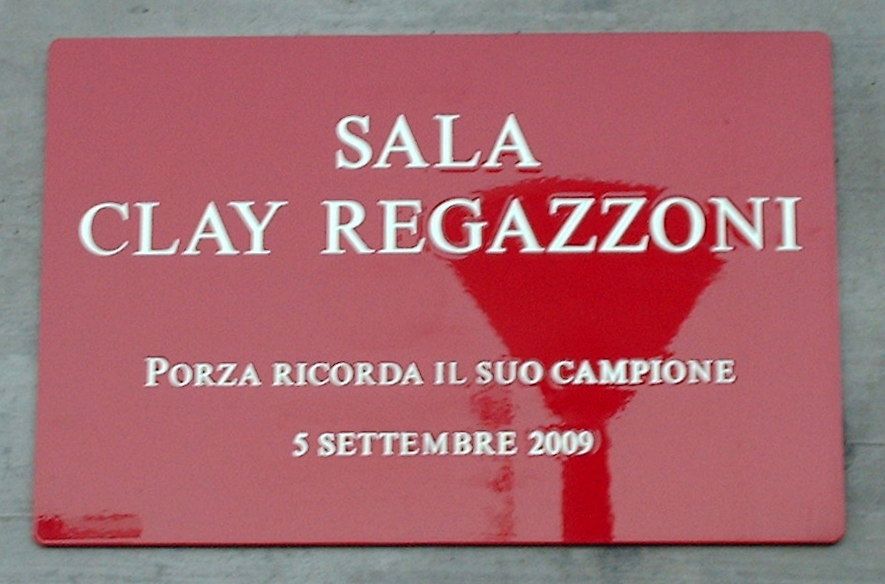 SALA
CLAY REGAZZONI
PORZA RICORDA IL SUO CAMPIONE
5 SETTEMBRE 2009